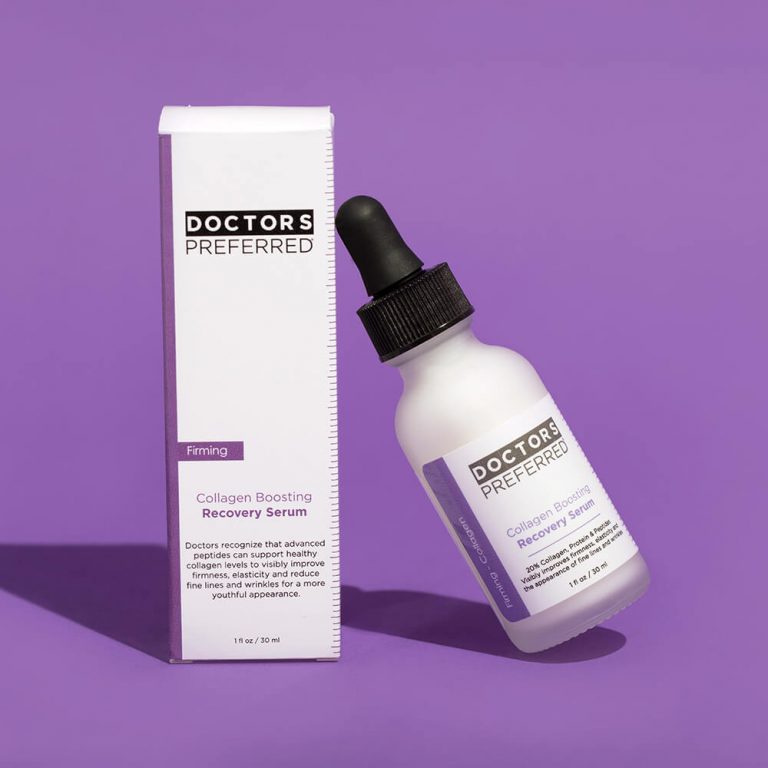 DOCTORS
PREFERRED
Firming
Collagen Boosting
Recovery Serum
Doctors recognize that advanced
peptides can support healthy
collagen levels to visibly improve
firmness, elasticity and reduce
fine lines and wrinkles for a more
youthful appearance.
1 fl oz / 30 ml
DOCTORS
PREFERRED
Collagen Boosting
Recovery Serum
20% Collagen, Protein & Peptides
Visibly improves firmness, elasticity and
the appearance of fine lines and wrinkles
1 fl oz / 30 ml
Firming - Collagen